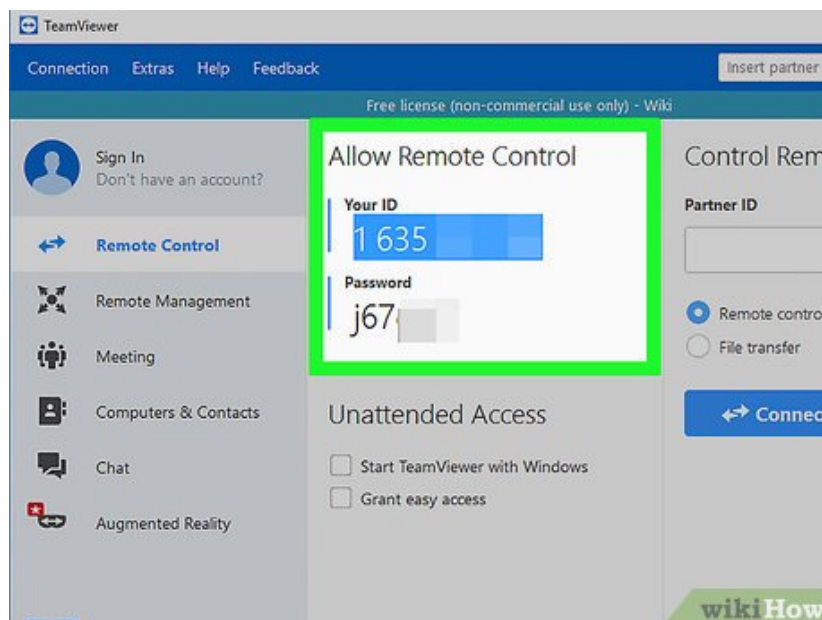 TeamViewer
Connection Extras Help Feedback
Insert partner
Free license (non-commercial use only) - Wiki
Sign In
Don't have an account?
Remote Control
Remote Management
Meeting
Computers & Contacts
Chat
Augmented Reality
Allow Remote Control
Your ID
1 635
Password
j67
Unattended Access
Start TeamViewer with Windows
Grant easy access
Control Rem
Partner ID
Remote contro
File transfer
Connec
wikiHow